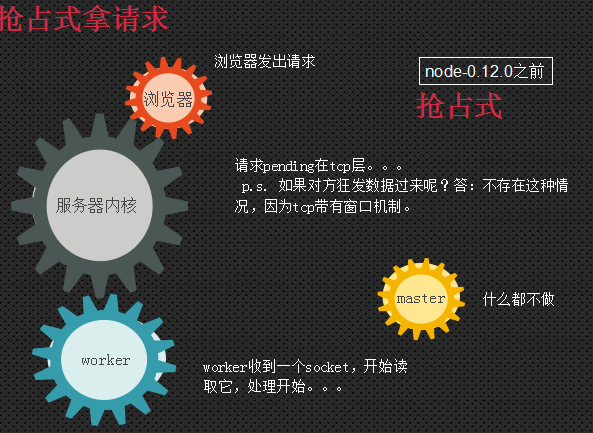 抢占式拿请求
浏览器发出请求
node-0.12.0之前
浏览器
抢占式
请求pending在tcp层。。。
p.s. 如果对方狂发数据过来呢？答：不存在这种情
况，因为tcp带有窗口机制。
服务器内核
master
什么都不做
worker
worker收到一个socket，开始读
取它，处理开始。。。